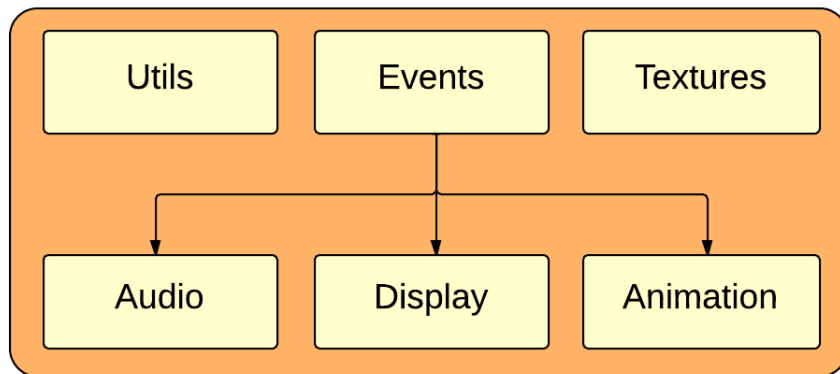 Utils
Events
Textures
Audio
Display
Animation